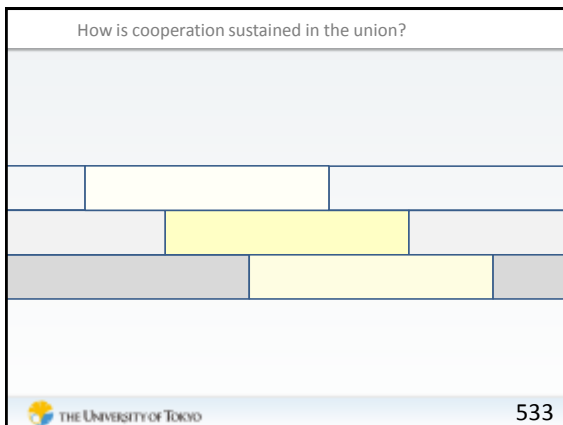 How is cooperation sustained in the union?
THE UNIVERSITY OF TOKYO
533